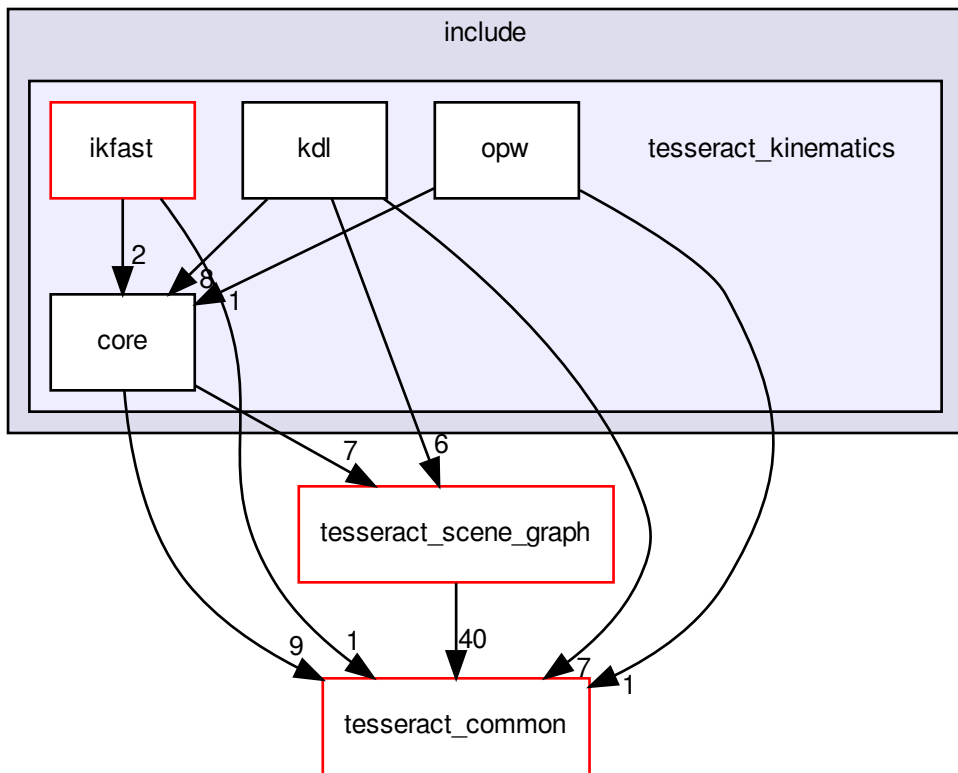 include
ikfast
kdl
opw
tesseract_kinematics
2
8
1
core
7
6
tesseract_scene_graph
9
1
40
7
1
tesseract_common